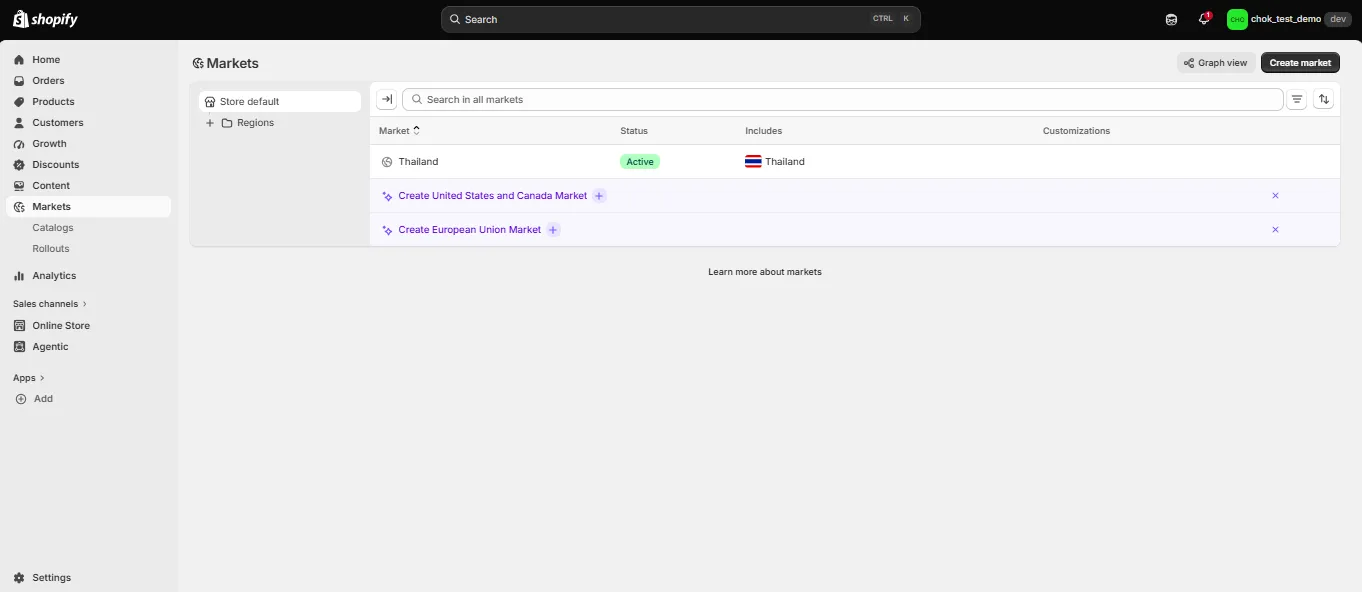 shopify
Search
CTRL K
1
CHO
chok_test_demo
dev
Home
Orders
Products
Customers
Growth
Discounts
Content
Markets
Catalogs
Rollouts
Analytics
Sales channels
Online Store
Agentic
Apps
Add
Settings
Markets
Graph view
Create market
Store default
Regions
Search in all markets
Market Status Includes Customizations
Thailand Active Thailand
Create United States and Canada Market
Create European Union Market
Learn more about markets